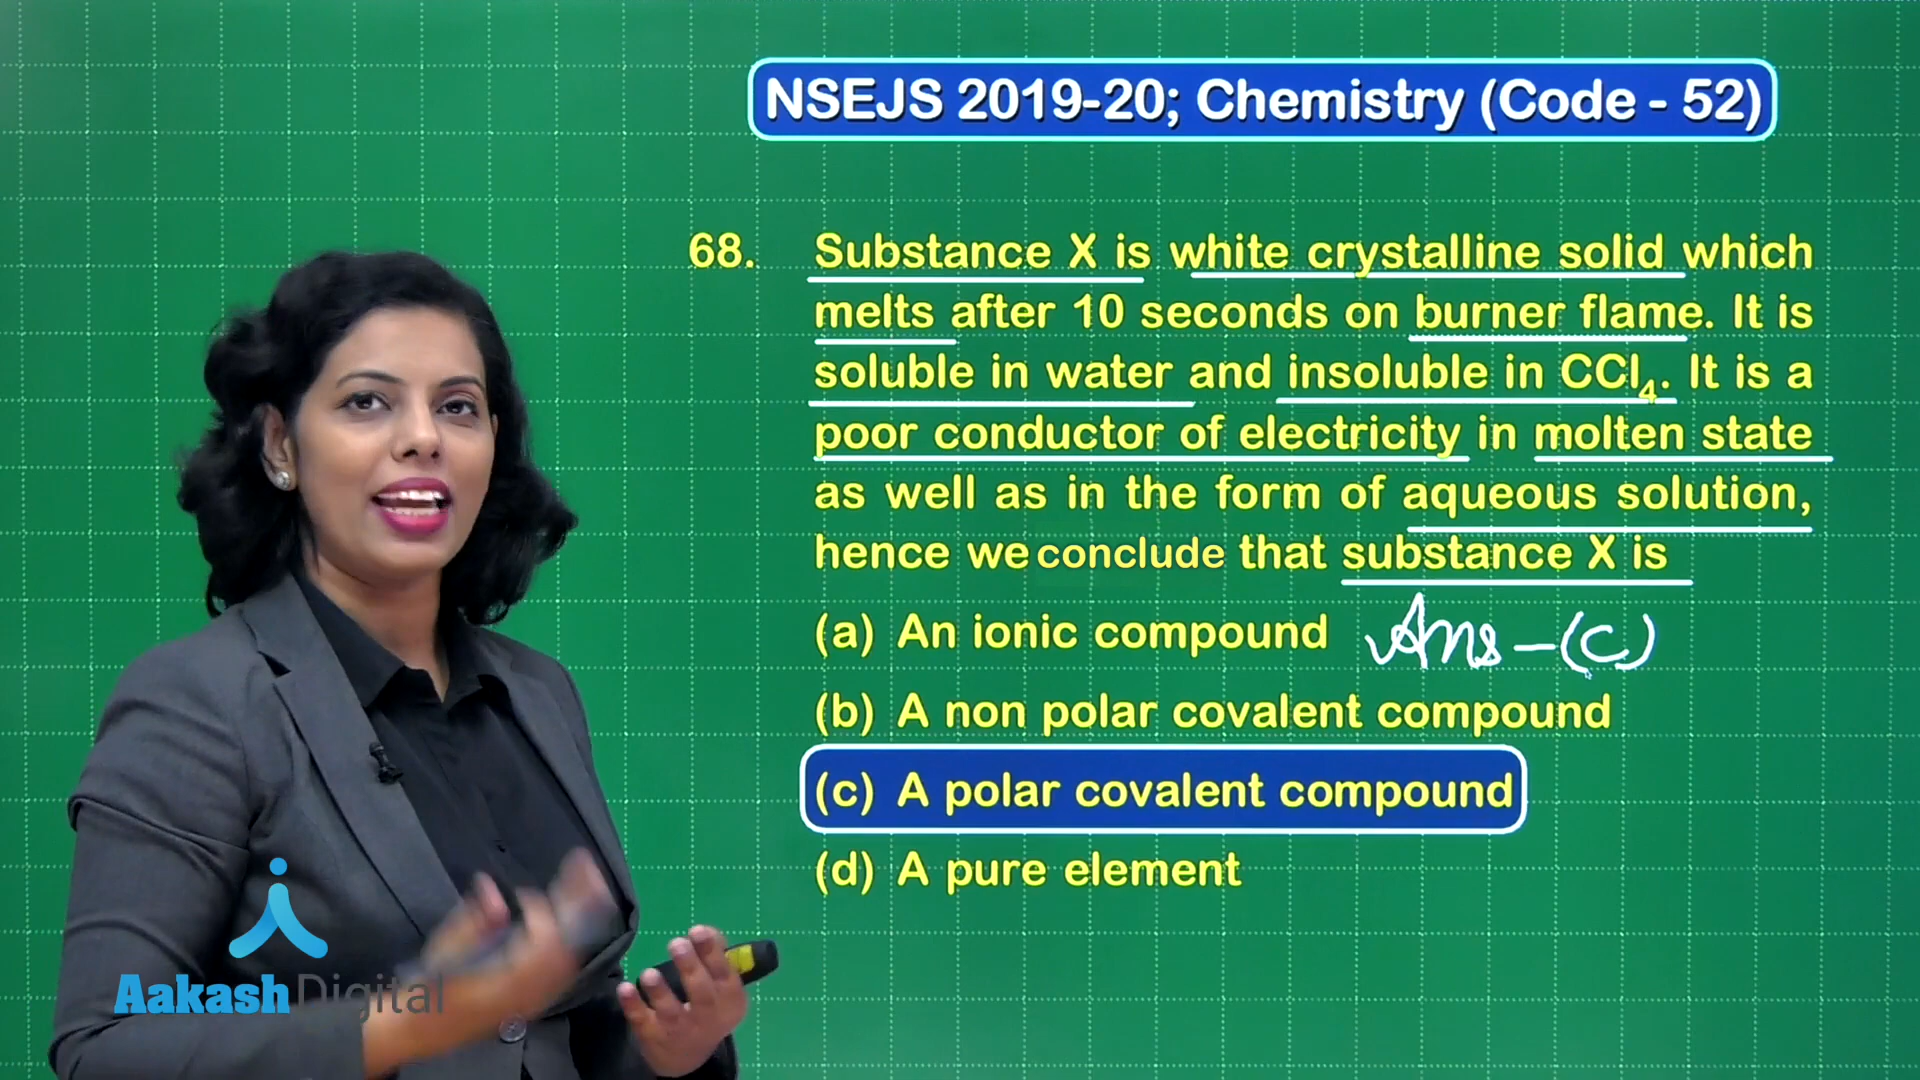 NSEJS 2019-20; Chemistry (Code - 52)
68. Substance X is white crystalline solid which
melts after 10 seconds on burner flame. It is
soluble in water and insoluble in CCl₄. It is a
poor conductor of electricity in molten state
as well as in the form of aqueous solution,
hence we conclude that substance X is
(a) An ionic compound Ans - (c)
(b) A non polar covalent compound
(c) A polar covalent compound
(d) A pure element
Aakash Digital